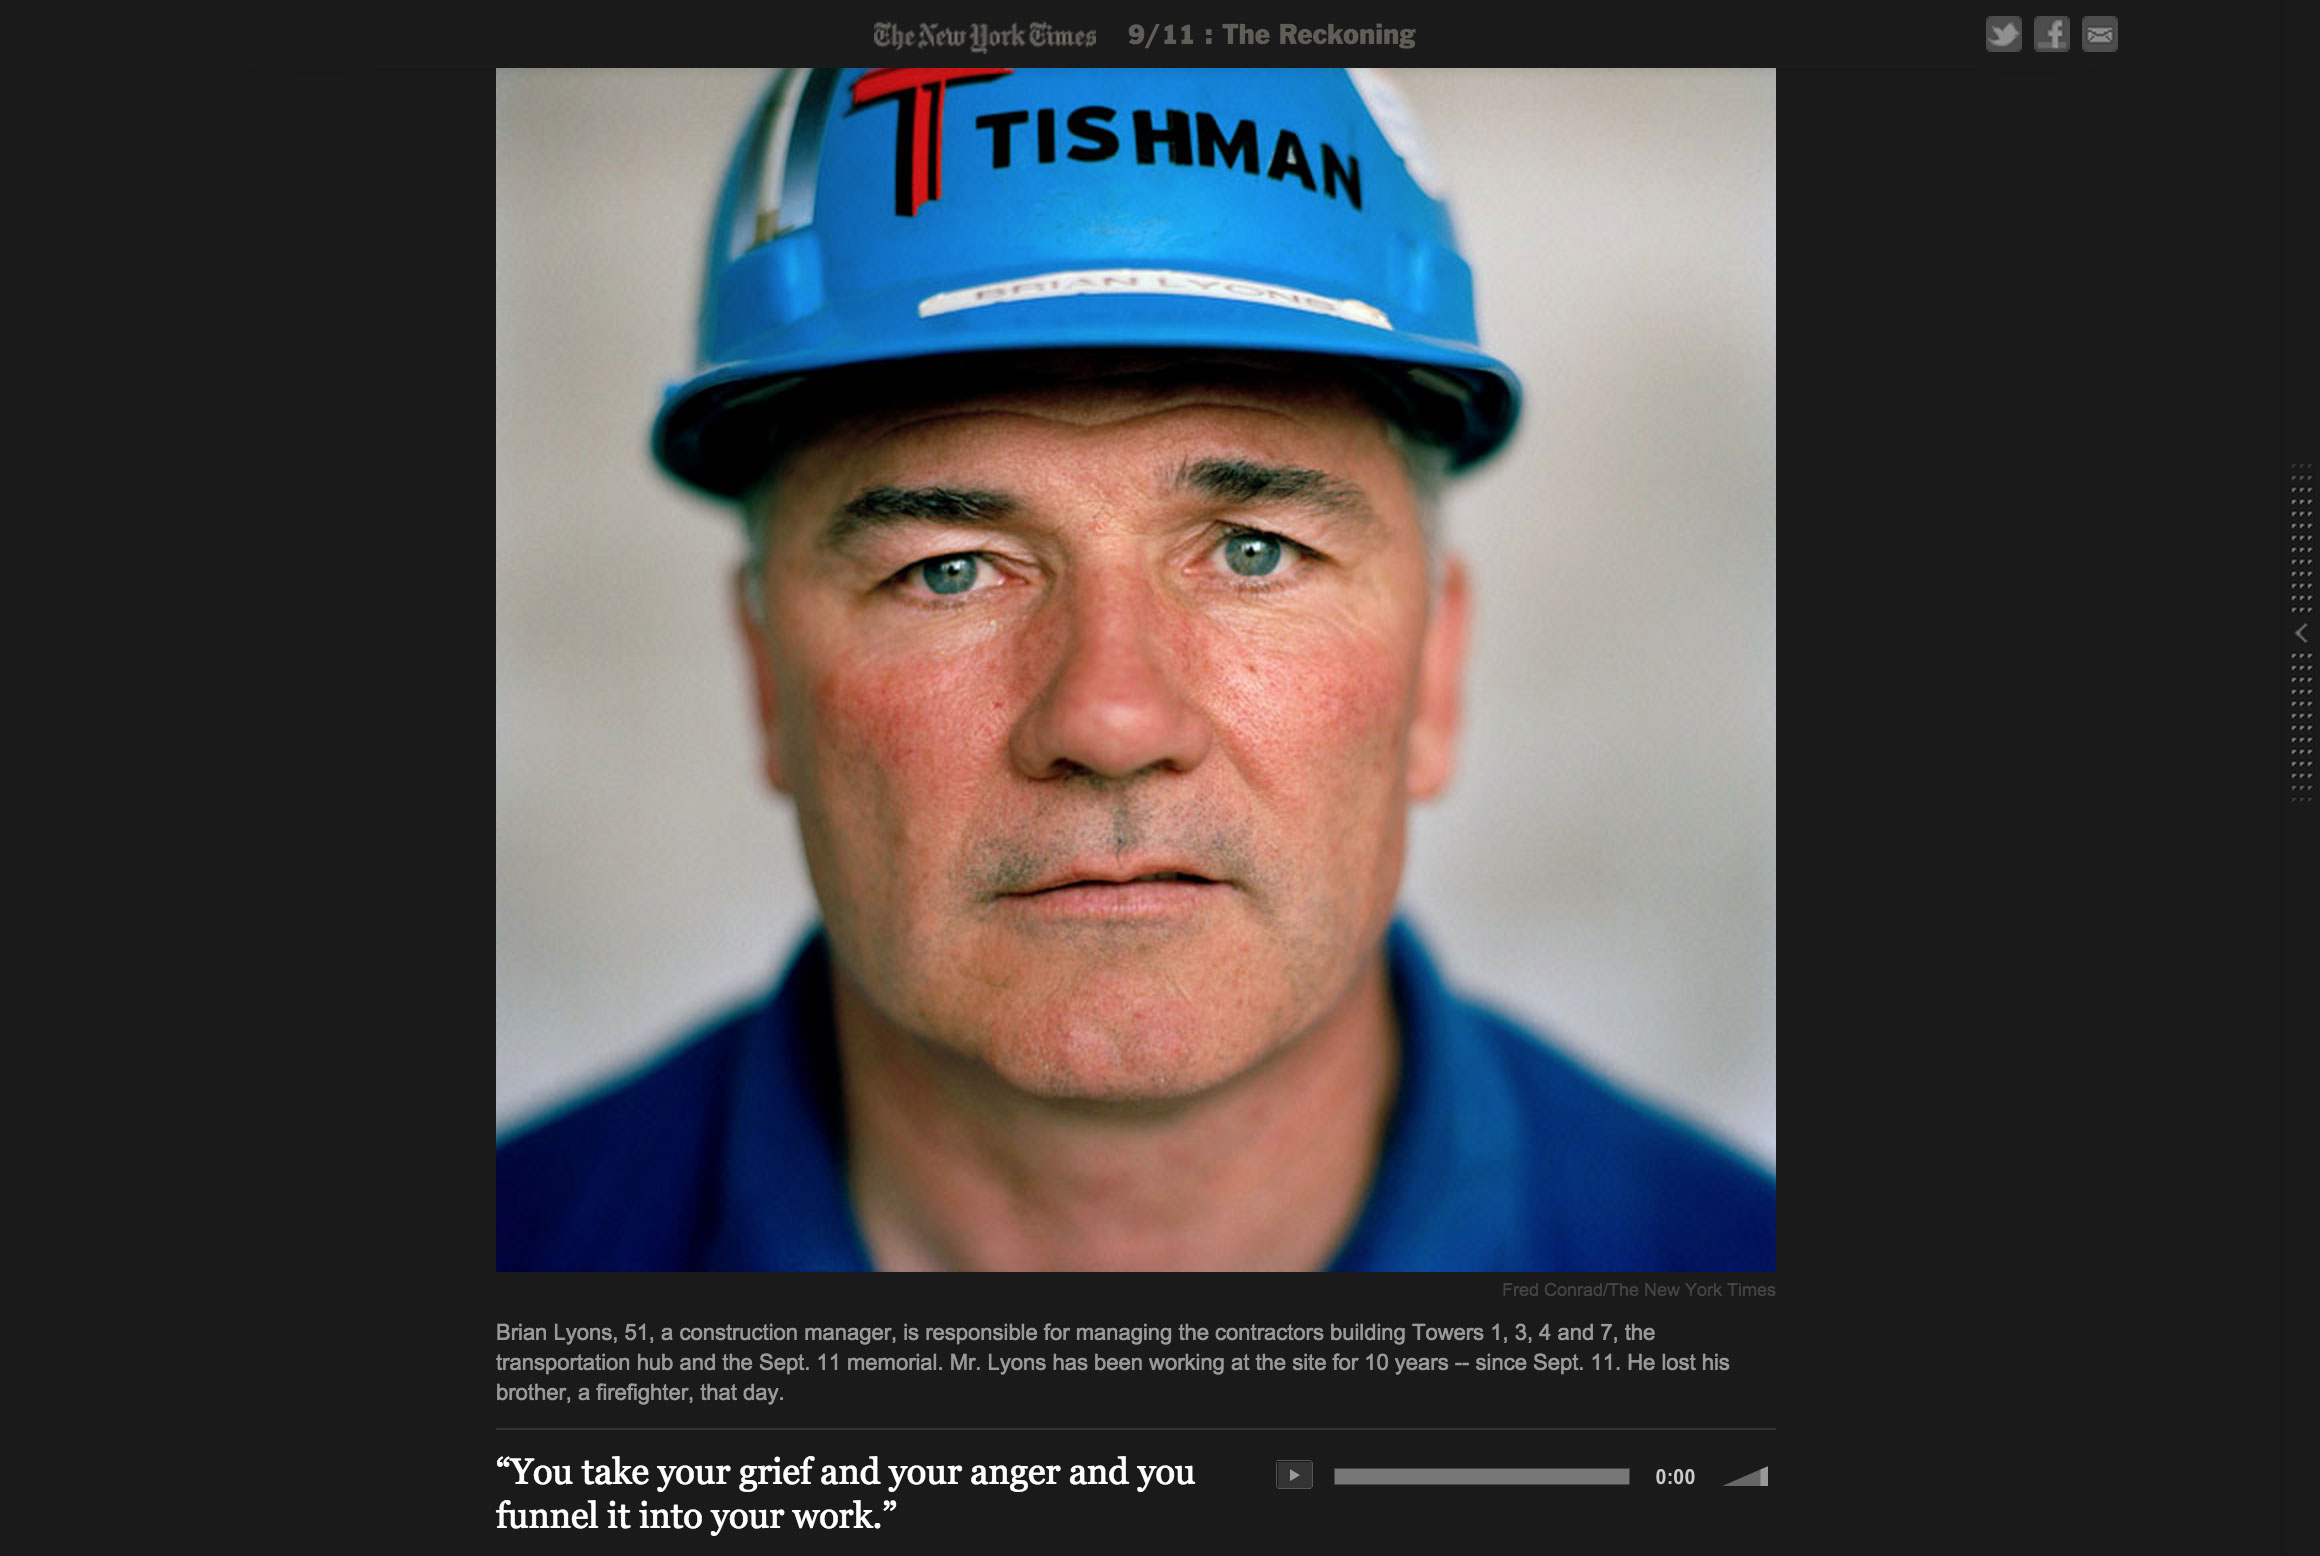 The New York Times 9/11 : The Reckoning
T TISHMAN
BRIAN LYONS
Fred Conrad/The New York Times
Brian Lyons, 51, a construction manager, is responsible for managing the contractors building Towers 1, 3, 4 and 7, the
transportation hub and the Sept. 11 memorial. Mr. Lyons has been working at the site for 10 years -- since Sept. 11. He lost his
brother, a firefighter, that day.
“You take your grief and your anger and you
funnel it into your work.”
0:00